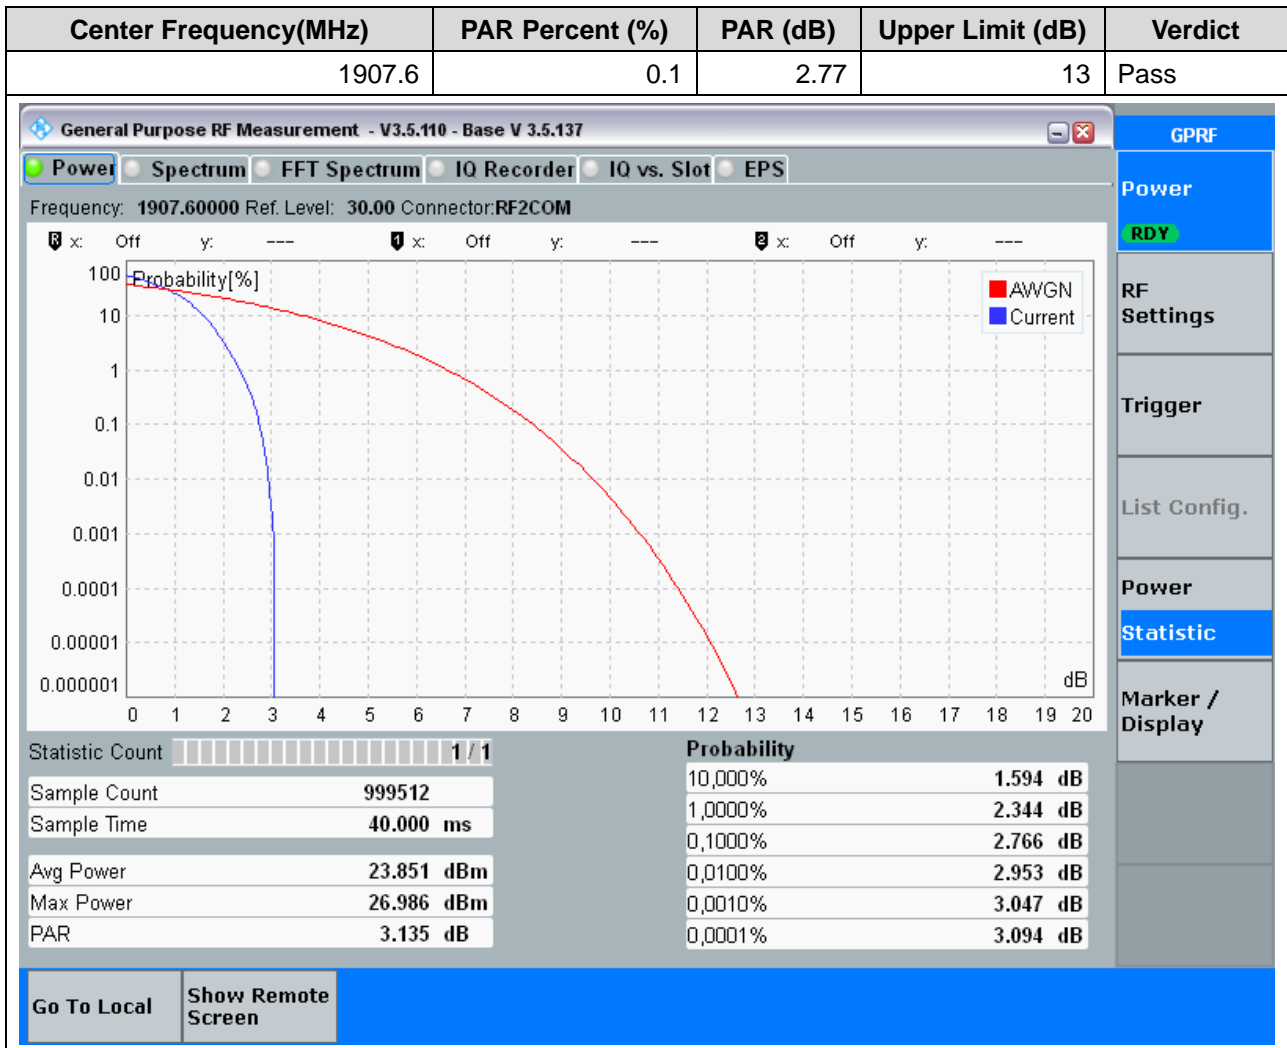 Center Frequency(MHz) PAR Percent (%) PAR (dB) Upper Limit (dB) Verdict
1907.6 0.1 2.77 13 Pass
General Purpose RF Measurement - V3.5.110 - Base V 3.5.137
GPRF
Power Spectrum FFT Spectrum IQ Recorder IQ vs. Slot EPS
Power
RDY
Frequency: 1907.60000 Ref. Level: 30.00 Connector:RF2COM
R x: Off y: --- 1 x: Off y: --- 2 x: Off y: ---
Probability[%]
AWGN
Current
100
10
1
0.1
0.01
0.001
0.0001
0.00001
0.000001
dB
0 1 2 3 4 5 6 7 8 9 10 11 12 13 14 15 16 17 18 19 20
RF
Settings
Trigger
List Config.
Power
Statistic
Marker /
Display
Statistic Count 1 / 1
Sample Count 999512
Sample Time 40.000 ms
Avg Power 23.851 dBm
Max Power 26.986 dBm
PAR 3.135 dB
Probability
10,000% 1.594 dB
1,0000% 2.344 dB
0,1000% 2.766 dB
0,0100% 2.953 dB
0,0010% 3.047 dB
0,0001% 3.094 dB
Go To Local
Show Remote
Screen